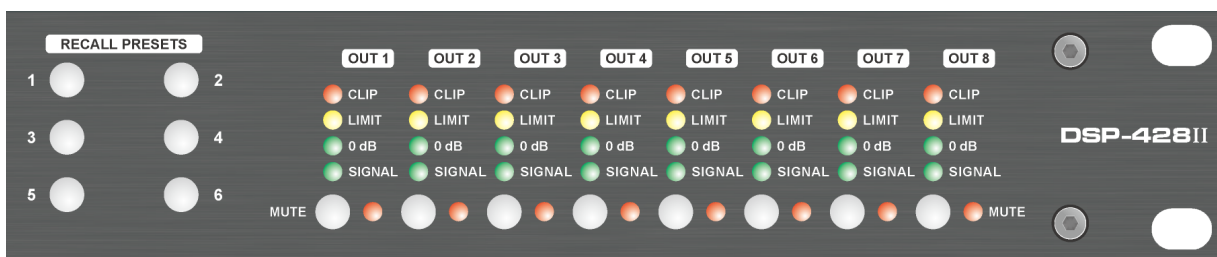 RECALL PRESETS
1 2
3 4
5 6
OUT 1 OUT 2 OUT 3 OUT 4 OUT 5 OUT 6 OUT 7 OUT 8
CLIP CLIP CLIP CLIP CLIP CLIP CLIP CLIP
LIMIT LIMIT LIMIT LIMIT LIMIT LIMIT LIMIT LIMIT
0 dB 0 dB 0 dB 0 dB 0 dB 0 dB 0 dB 0 dB
SIGNAL SIGNAL SIGNAL SIGNAL SIGNAL SIGNAL SIGNAL SIGNAL
MUTE MUTE
DSP-428II